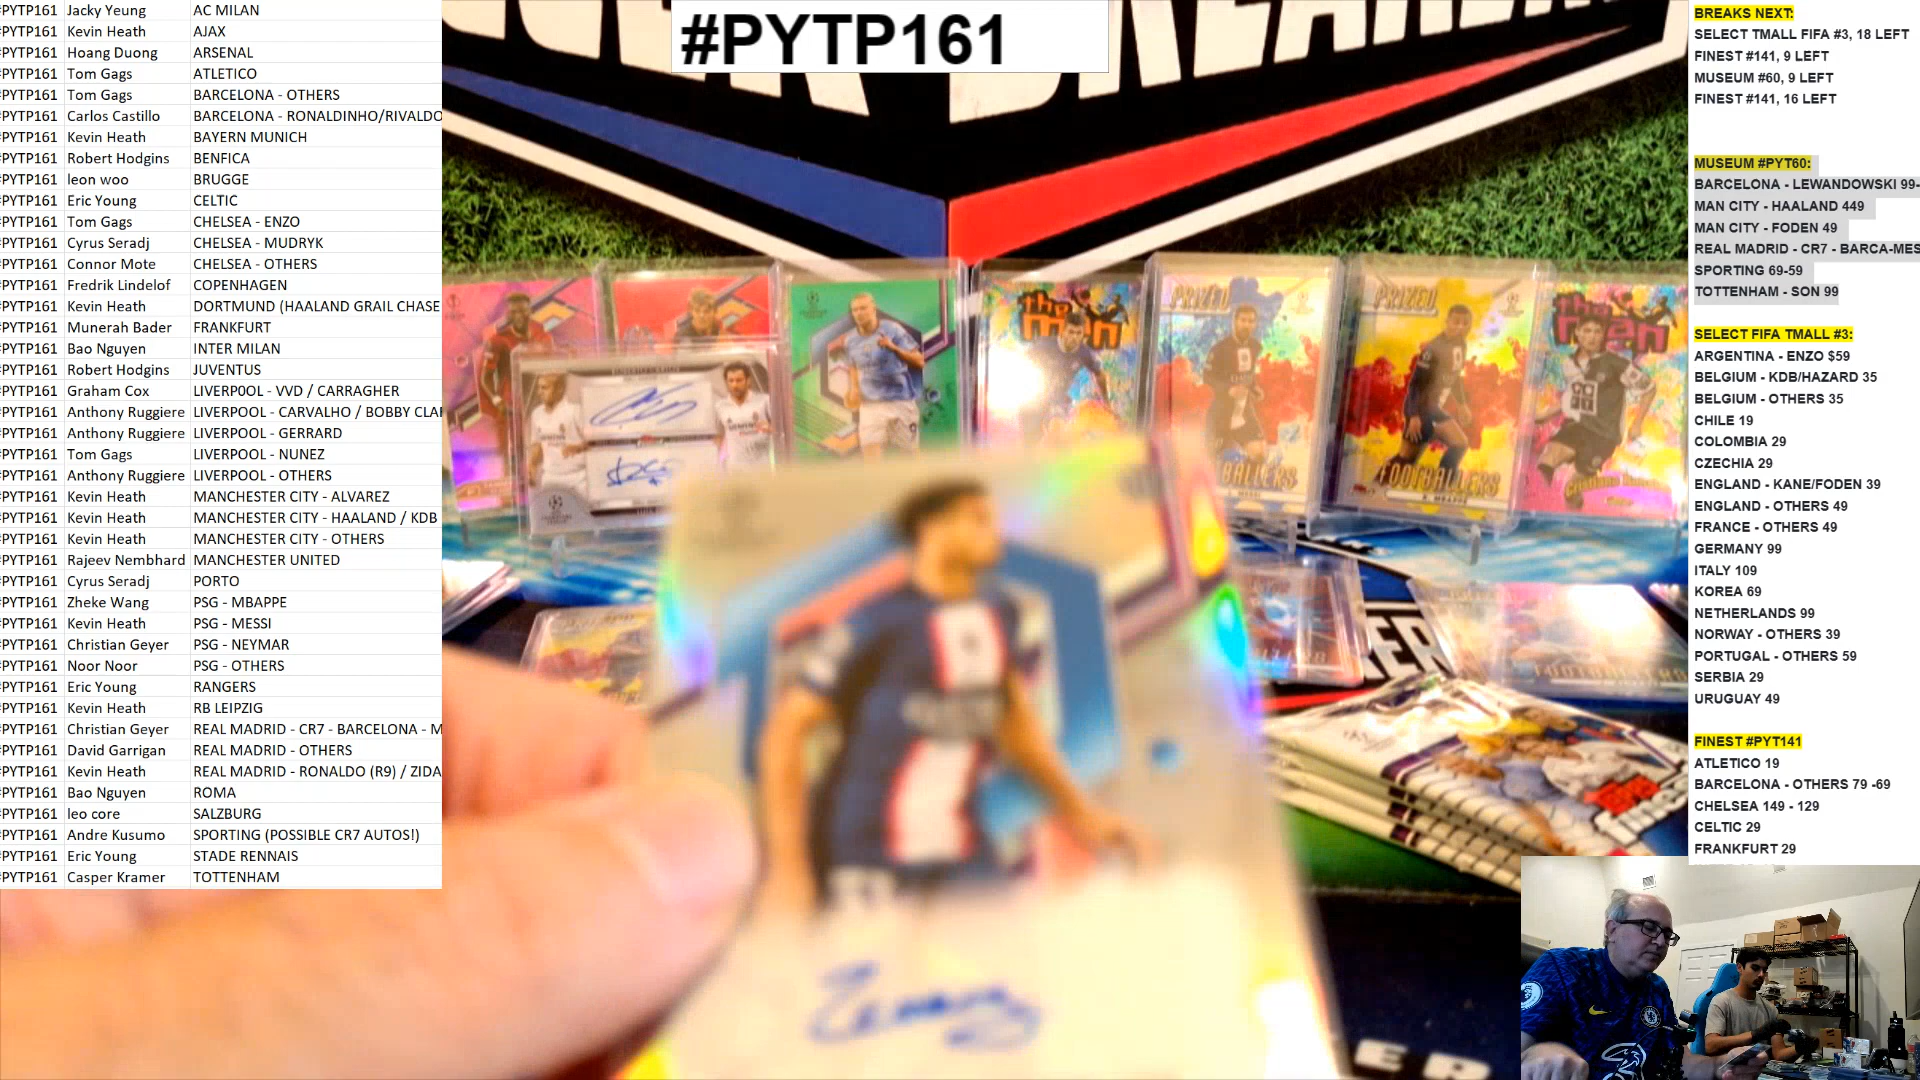 #PYTP161
#PYTP161 Jacky Yeung AC MILAN
#PYTP161 Kevin Heath AJAX
#PYTP161 Hoang Duong ARSENAL
#PYTP161 Tom Gags ATLETICO
#PYTP161 Tom Gags BARCELONA - OTHERS
#PYTP161 Carlos Castillo BARCELONA - RONALDINHO/RIVALDO
#PYTP161 Kevin Heath BAYERN MUNICH
#PYTP161 Robert Hodgins BENFICA
#PYTP161 leon woo BRUGGE
#PYTP161 Eric Young CELTIC
#PYTP161 Tom Gags CHELSEA - ENZO
#PYTP161 Cyrus Seradj CHELSEA - MUDRYK
#PYTP161 Connor Mote CHELSEA - OTHERS
#PYTP161 Fredrik Lindelof COPENHAGEN
#PYTP161 Kevin Heath DORTMUND (HAALAND GRAIL CHASE
#PYTP161 Munerah Bader FRANKFURT
#PYTP161 Bao Nguyen INTER MILAN
#PYTP161 Robert Hodgins JUVENTUS
#PYTP161 Graham Cox LIVERP0OL - VVD / CARRAGHER
#PYTP161 Anthony Ruggiere LIVERPOOL - CARVALHO / BOBBY CLA
#PYTP161 Anthony Ruggiere LIVERPOOL - GERRARD
#PYTP161 Tom Gags LIVERPOOL - NUNEZ
#PYTP161 Anthony Ruggiere LIVERPOOL - OTHERS
#PYTP161 Kevin Heath MANCHESTER CITY - ALVAREZ
#PYTP161 Kevin Heath MANCHESTER CITY - HAALAND / KDB
#PYTP161 Kevin Heath MANCHESTER CITY - OTHERS
#PYTP161 Rajeev Nembhard MANCHESTER UNITED
#PYTP161 Cyrus Seradj PORTO
#PYTP161 Zheke Wang PSG - MBAPPE
#PYTP161 Kevin Heath PSG - MESSI
#PYTP161 Christian Geyer PSG - NEYMAR
#PYTP161 Noor Noor PSG - OTHERS
#PYTP161 Eric Young RANGERS
#PYTP161 Kevin Heath RB LEIPZIG
#PYTP161 Christian Geyer REAL MADRID - CR7 - BARCELONA - M
#PYTP161 David Garrigan REAL MADRID - OTHERS
#PYTP161 Kevin Heath REAL MADRID - RONALDO (R9) / ZIDA
#PYTP161 Bao Nguyen ROMA
#PYTP161 leo core SALZBURG
#PYTP161 Andre Kusumo SPORTING (POSSIBLE CR7 AUTOS!)
#PYTP161 Eric Young STADE RENNAIS
#PYTP161 Casper Kramer TOTTENHAM
the men
PRIZED
FOOTBALLERS
BREAKS NEXT:
SELECT TMALL FIFA #3, 18 LEFT
FINEST #141, 9 LEFT
MUSEUM #60, 9 LEFT
FINEST #141, 16 LEFT
MUSEUM #PYT60:
BARCELONA - LEWANDOWSKI 99-
MAN CITY - HAALAND 449
MAN CITY - FODEN 49
REAL MADRID - CR7 - BARCA-MES
SPORTING 69-59
TOTTENHAM - SON 99
SELECT FIFA TMALL #3:
ARGENTINA - ENZO $59
BELGIUM - KDB/HAZARD 35
BELGIUM - OTHERS 35
CHILE 19
COLOMBIA 29
CZECHIA 29
ENGLAND - KANE/FODEN 39
ENGLAND - OTHERS 49
FRANCE - OTHERS 49
GERMANY 99
ITALY 109
KOREA 69
NETHERLANDS 99
NORWAY - OTHERS 39
PORTUGAL - OTHERS 59
SERBIA 29
URUGUAY 49
FINEST #PYT141
ATLETICO 19
BARCELONA - OTHERS 79 -69
CHELSEA 149 - 129
CELTIC 29
FRANKFURT 29